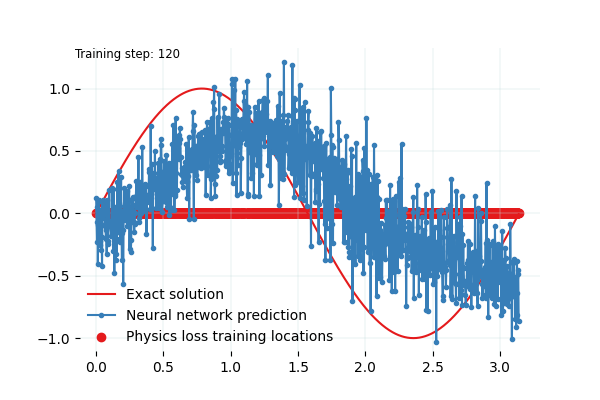 Training step: 120
1.0
0.5
0.0
−0.5
−1.0
Exact solution
Neural network prediction
Physics loss training locations
0.0 0.5 1.0 1.5 2.0 2.5 3.0